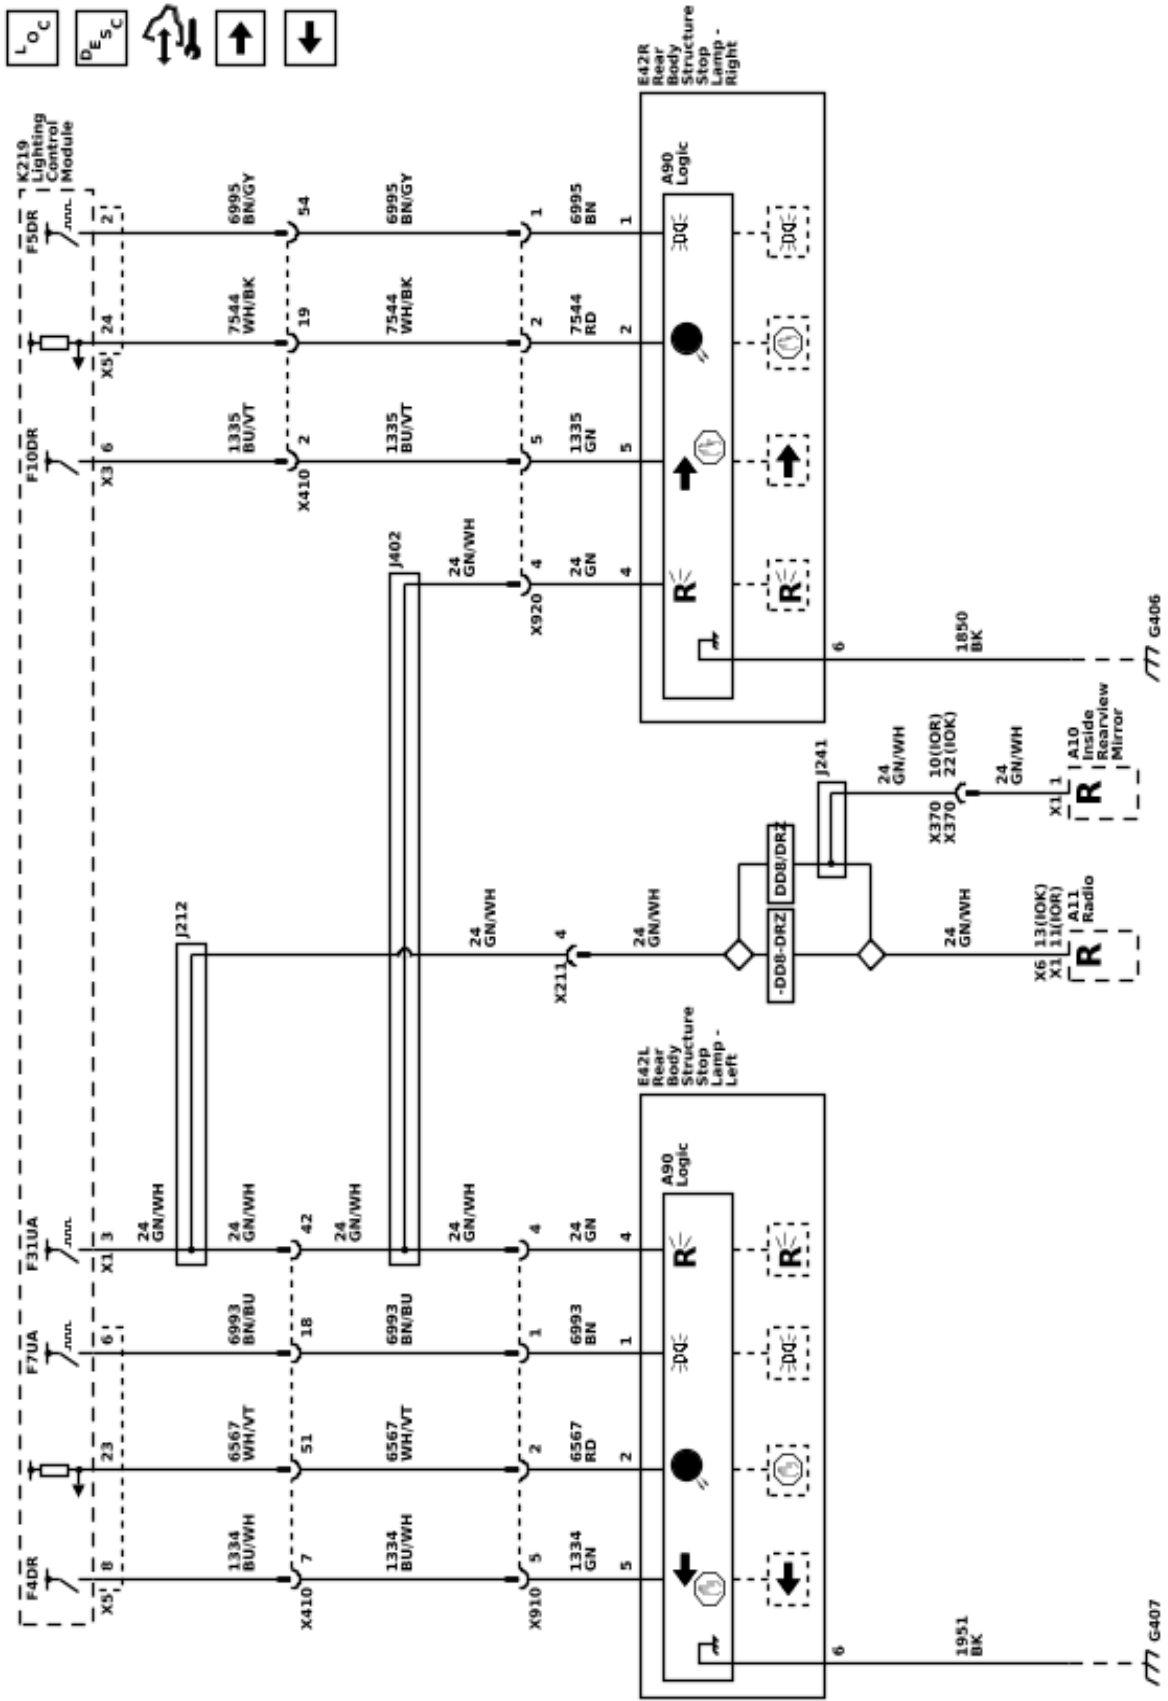 L O C
D E S C
K219
Lighting
Control
Module
F4DR
F7UA
F31UA
F10DR
F5DR
X5
8
23
6
X1
3
X3
6
X5
24
2
24
GN/WH
J212
1334
BU/WH
6567
WH/VT
6993
BN/BU
24
GN/WH
1335
BU/VT
7544
WH/BK
6995
BN/GY
X410
7
51
18
42
X410
2
19
54
1334
BU/WH
6567
WH/VT
6993
BN/BU
24
GN/WH
J402
1335
BU/VT
7544
WH/BK
6995
BN/GY
24
GN/WH
24
GN/WH
24
GN/WH
X910
5
2
1
4
X211
4
X920
4
5
2
1
1334
GN
6567
RD
6993
BN
24
GN
24
GN
1335
GN
7544
RD
6995
BN
5
2
1
4
24
GN/WH
4
5
2
1
E42L
Rear
Body
Structure
Stop
Lamp -
Left
E42R
Rear
Body
Structure
Stop
Lamp -
Right
A90
Logic
A90
Logic
R
R
R
R
-DD8-DRZ
DD8/DRZ
J241
6
6
24
GN/WH
X370
10(IOR)
X370
22(IOK)
24
GN/WH
1951
BK
24
GN/WH
1850
BK
X6
13(IOK)
X1
11(IOR)
A11
Radio
R
X1
1
A10
Inside
Rearview
Mirror
R
G407
G406